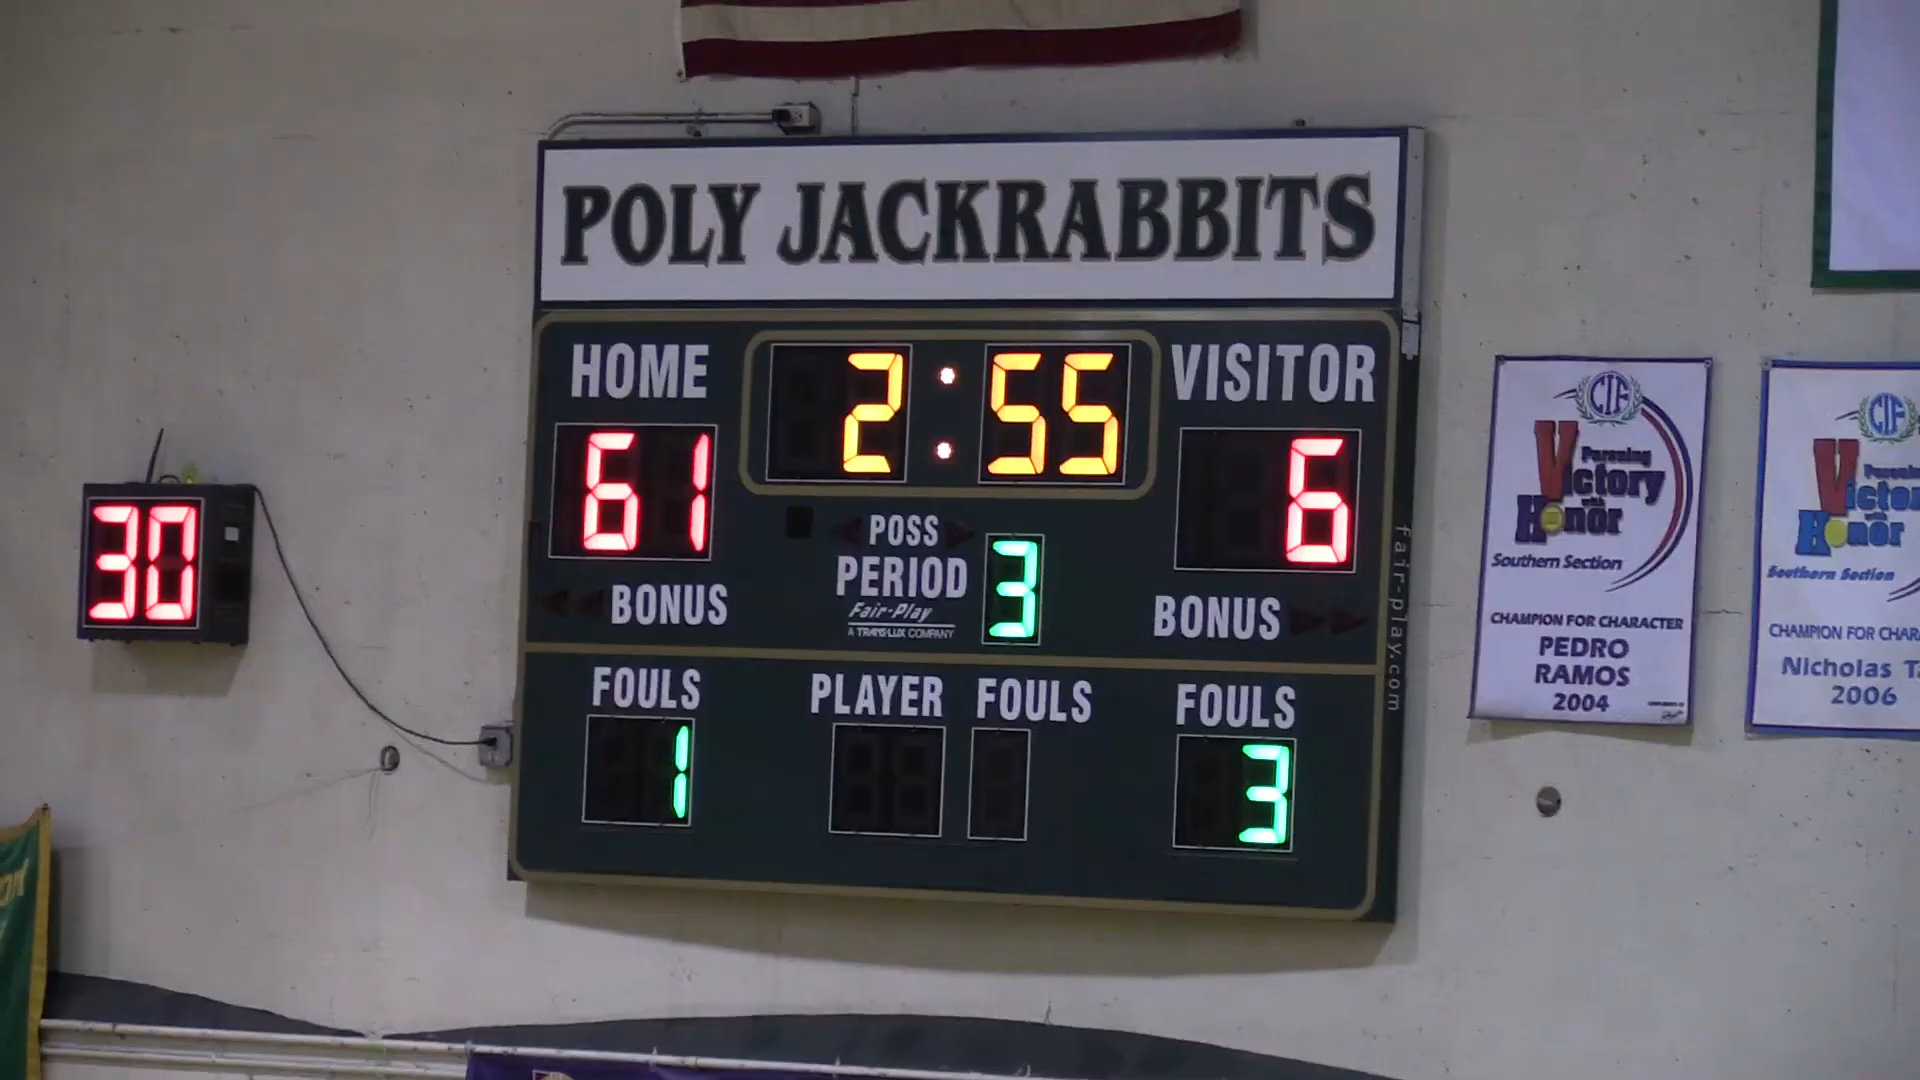 POLY JACKRABBITS
HOME
2:55
VISITOR
61
6
30
POSS
PERIOD
3
Fair-Play
A TRANS-LUX COMPANY
BONUS
BONUS
fair-play.com
FOULS
PLAYER
FOULS
FOULS
1
3
CIF
Pursuing
Victory
with
Honor
Southern Section
CHAMPION FOR CHARACTER
PEDRO
RAMOS
2004
CIF
Victory
Honor
Southern Section
CHAMPION FOR CHARA
Nicholas T
2006